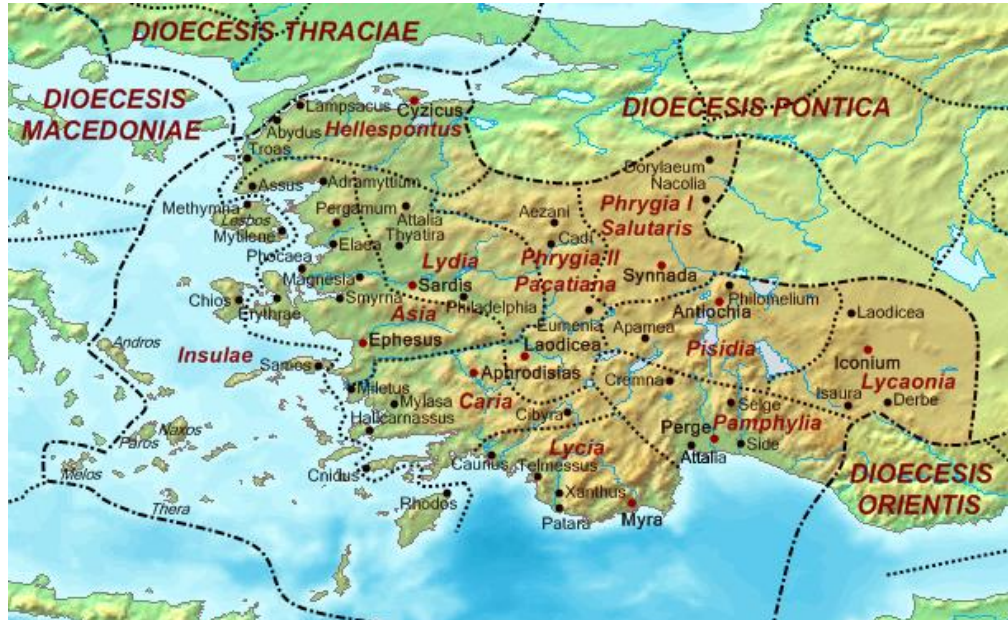 DIOECESIS THRACIAE
DIOECESIS
MACEDONIAE
DIOECESIS PONTICA
Lampsacus
Cyzicus
Abydus
Hellespontus
Troas
Assus
Adramyttium
Dorylaeum
Nacolia
Methymna
Lesbos
Mytilene
Pergamum
Attalia
Thyatira
Elaea
Aezani
Cadi
Phrygia I
Salutaris
Phrygia II
Pacatiana
Phocaea
Magnesia
Lydia
Sardis
Synnada
Chios
Erythrae
Smyrna
Asia
Philadelphia
Eumenia
Apamea
Antiochia
Philomelium
Laodicea
Andros
Insulae
Ephesus
Laodicea
Pisidia
Iconium
Samos
Aphrodisias
Cremna
Lycaonia
Miletus
Mylasa
Caria
Cibyra
Selge
Isaura
Derbe
Halicarnassus
Naxos
Paros
Perge
Pamphylia
Lycia
Attalia
Side
Melos
Cnidus
Caunus
Telmessus
DIOECESIS
ORIENTIS
Thera
Rhodos
Xanthus
Patara
Myra